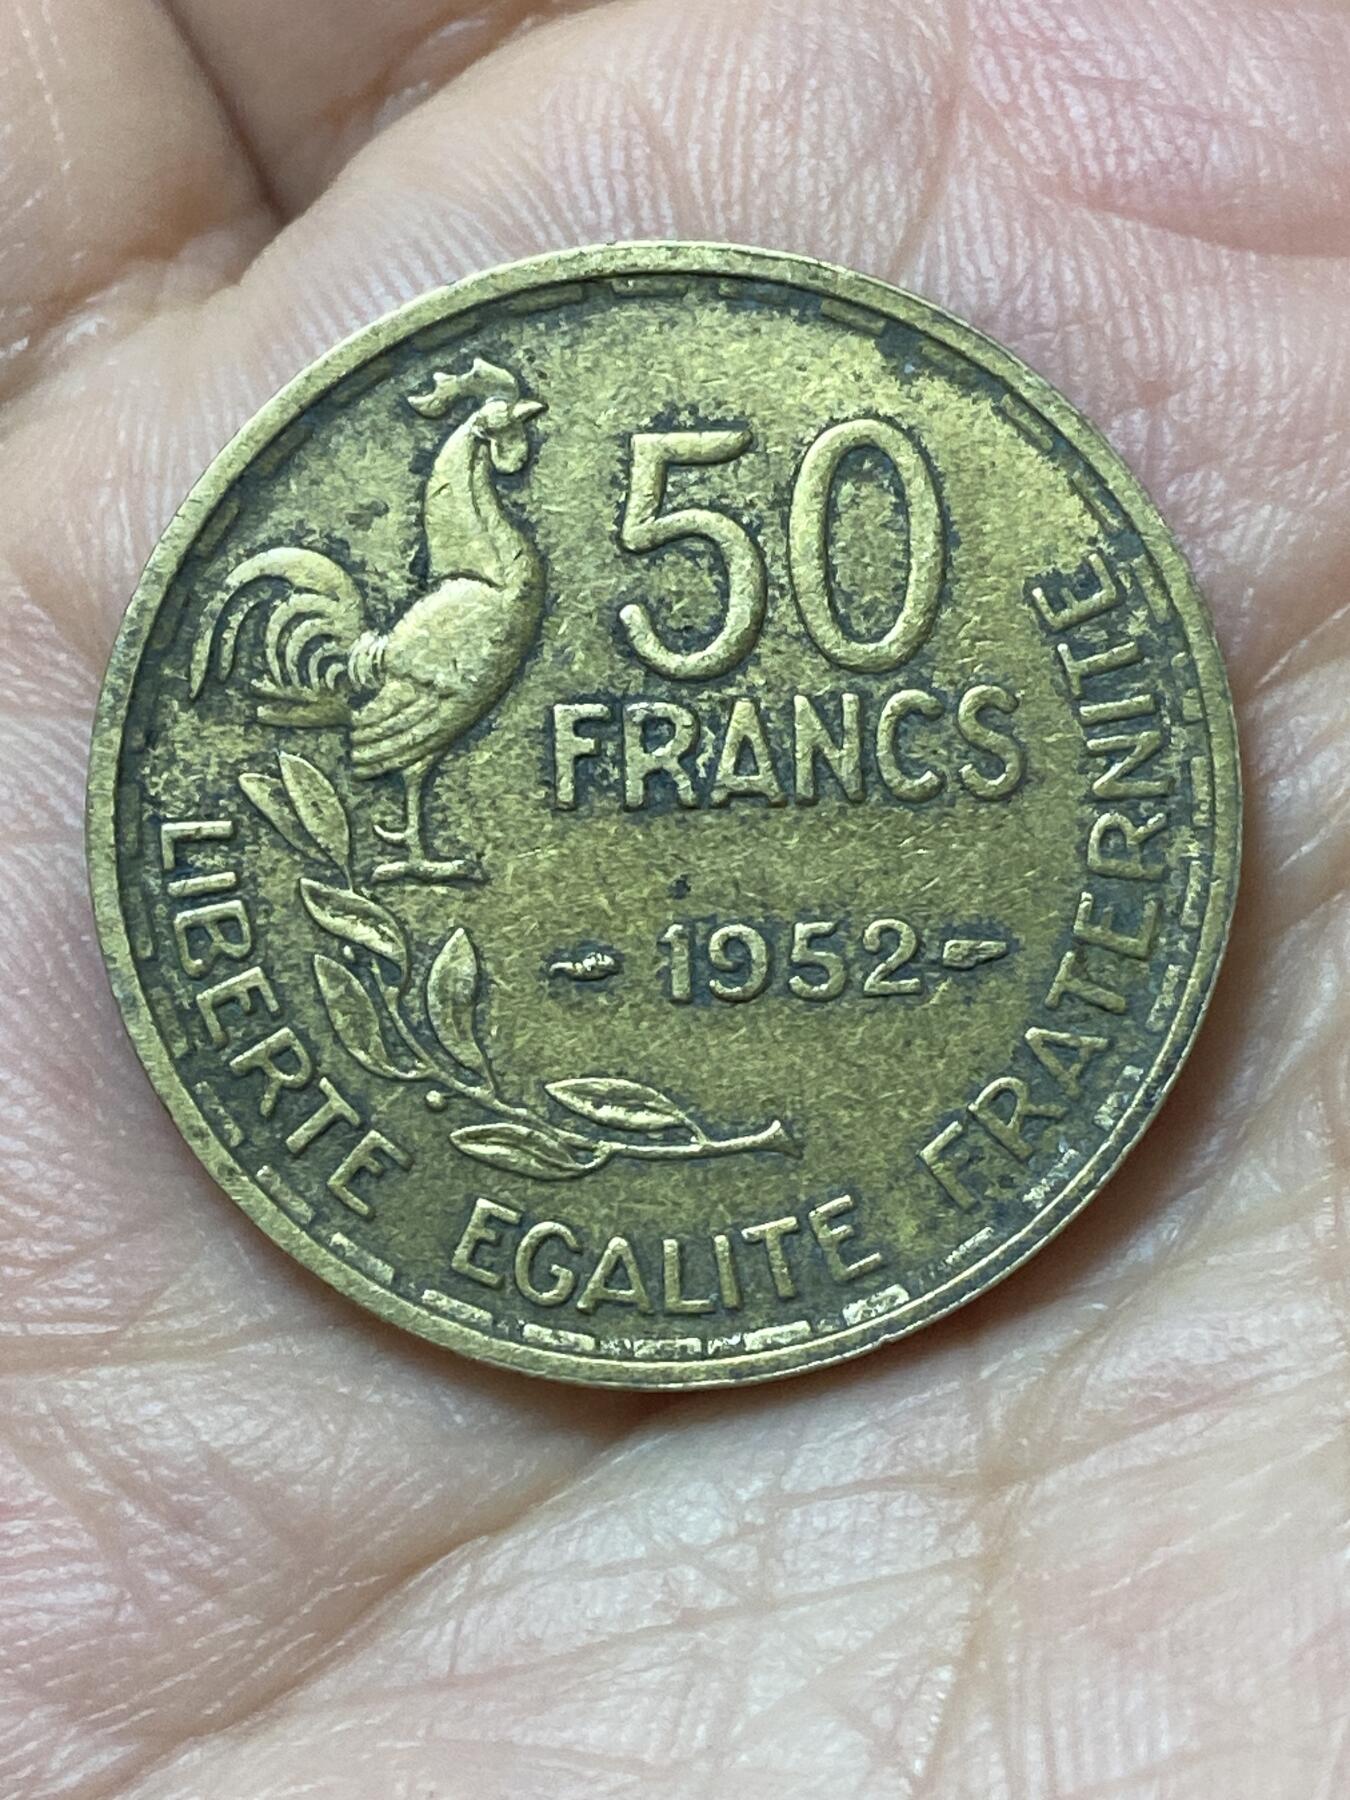 50
FRANCS
- 1952 -
LIBERTE EGALITE FRATERNITE